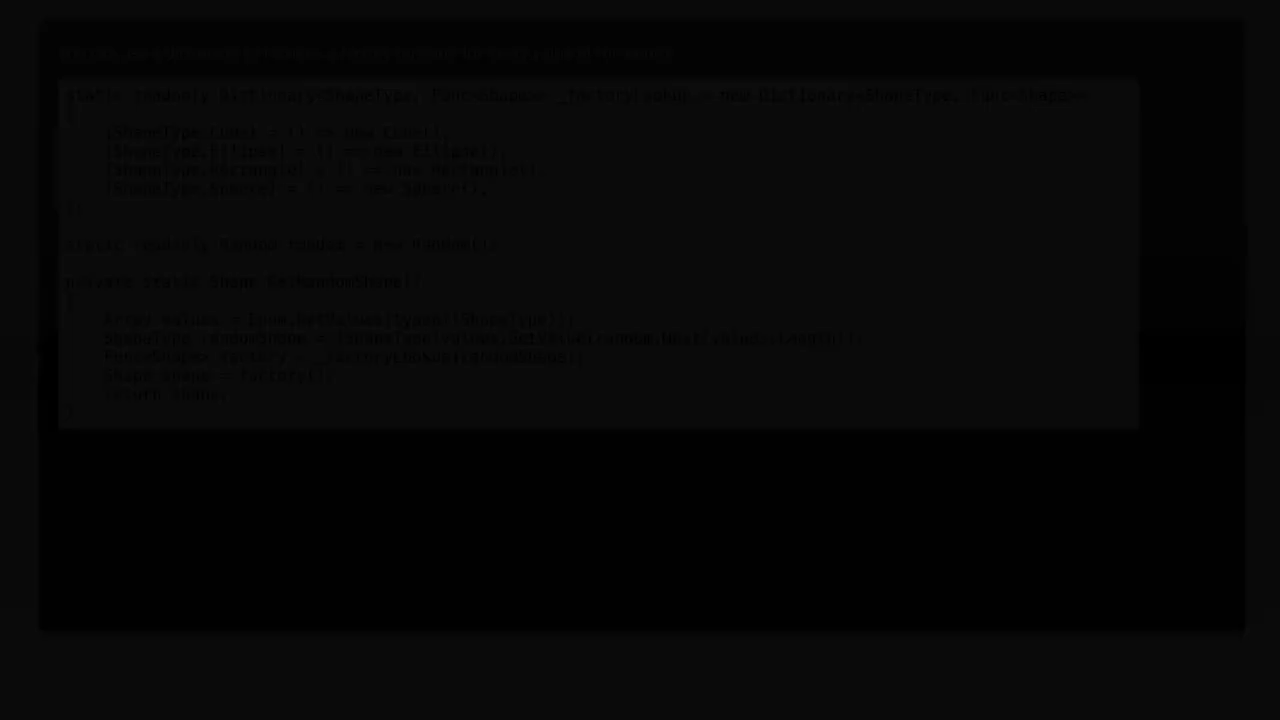 static readonly Dictionary<ShapeType, Func<Shape>> _factoryLookup = new Dictionary<ShapeType, Func<Shape>>
{
    [ShapeType.Line] = () => new Line(),
    [ShapeType.Ellipse] = () => new Ellipse(),
    [ShapeType.Rectangle] = () => new Rectangle(),
    [ShapeType.Square] = () => new Square(),
};
static readonly Random random = new Random();
private static Shape GetRandomShape()
{
    Array values = Enum.GetValues(typeof(ShapeType));
    ShapeType randomShape = (ShapeType)values.GetValue(random.Next(values.Length));
    Func<Shape> factory = _factoryLookup[randomShape];
    Shape shape = factory();
    return shape;
}